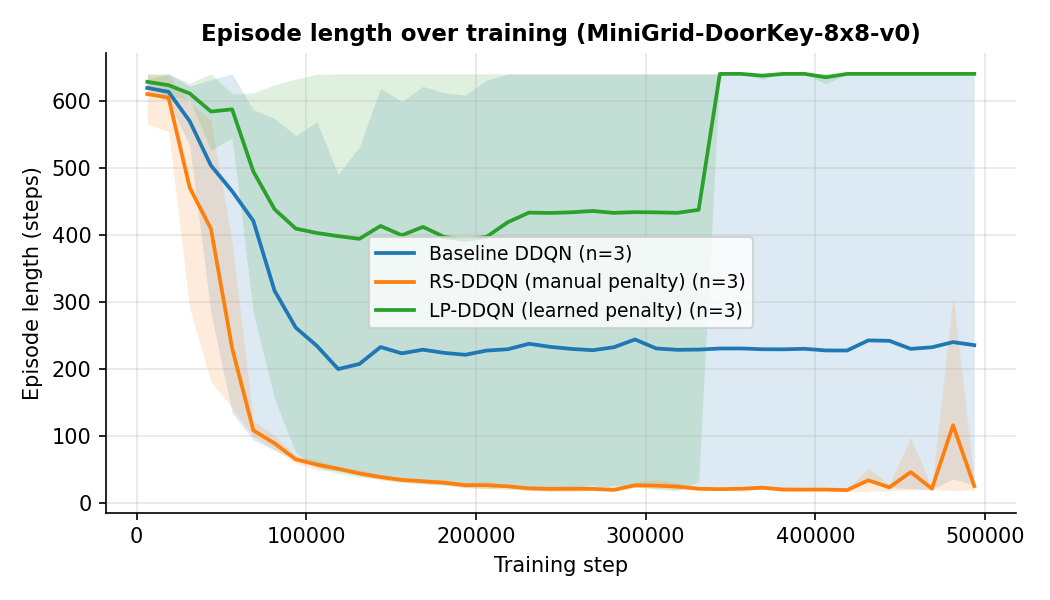 Episode length over training (MiniGrid-DoorKey-8x8-v0)
Episode length (steps)
600
500
400
300
200
100
0
Baseline DDQN (n=3)
RS-DDQN (manual penalty) (n=3)
LP-DDQN (learned penalty) (n=3)
0 100000 200000 300000 400000 500000
Training step